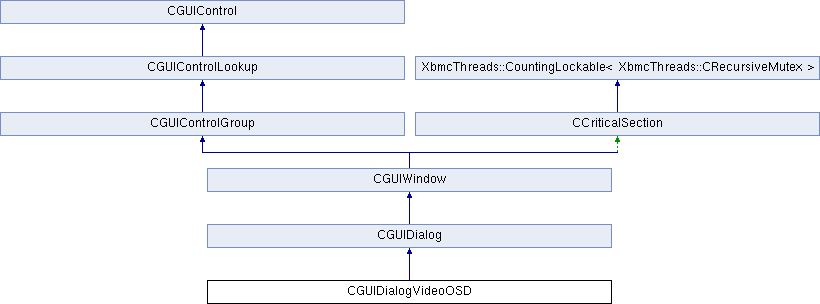 CGUIControl
CGUIControlLookup
XbmcThreads::CountingLockable< XbmcThreads::CRecursiveMutex >
CGUIControlGroup
CCriticalSection
CGUIWindow
CGUIDialog
CGUIDialogVideoOSD